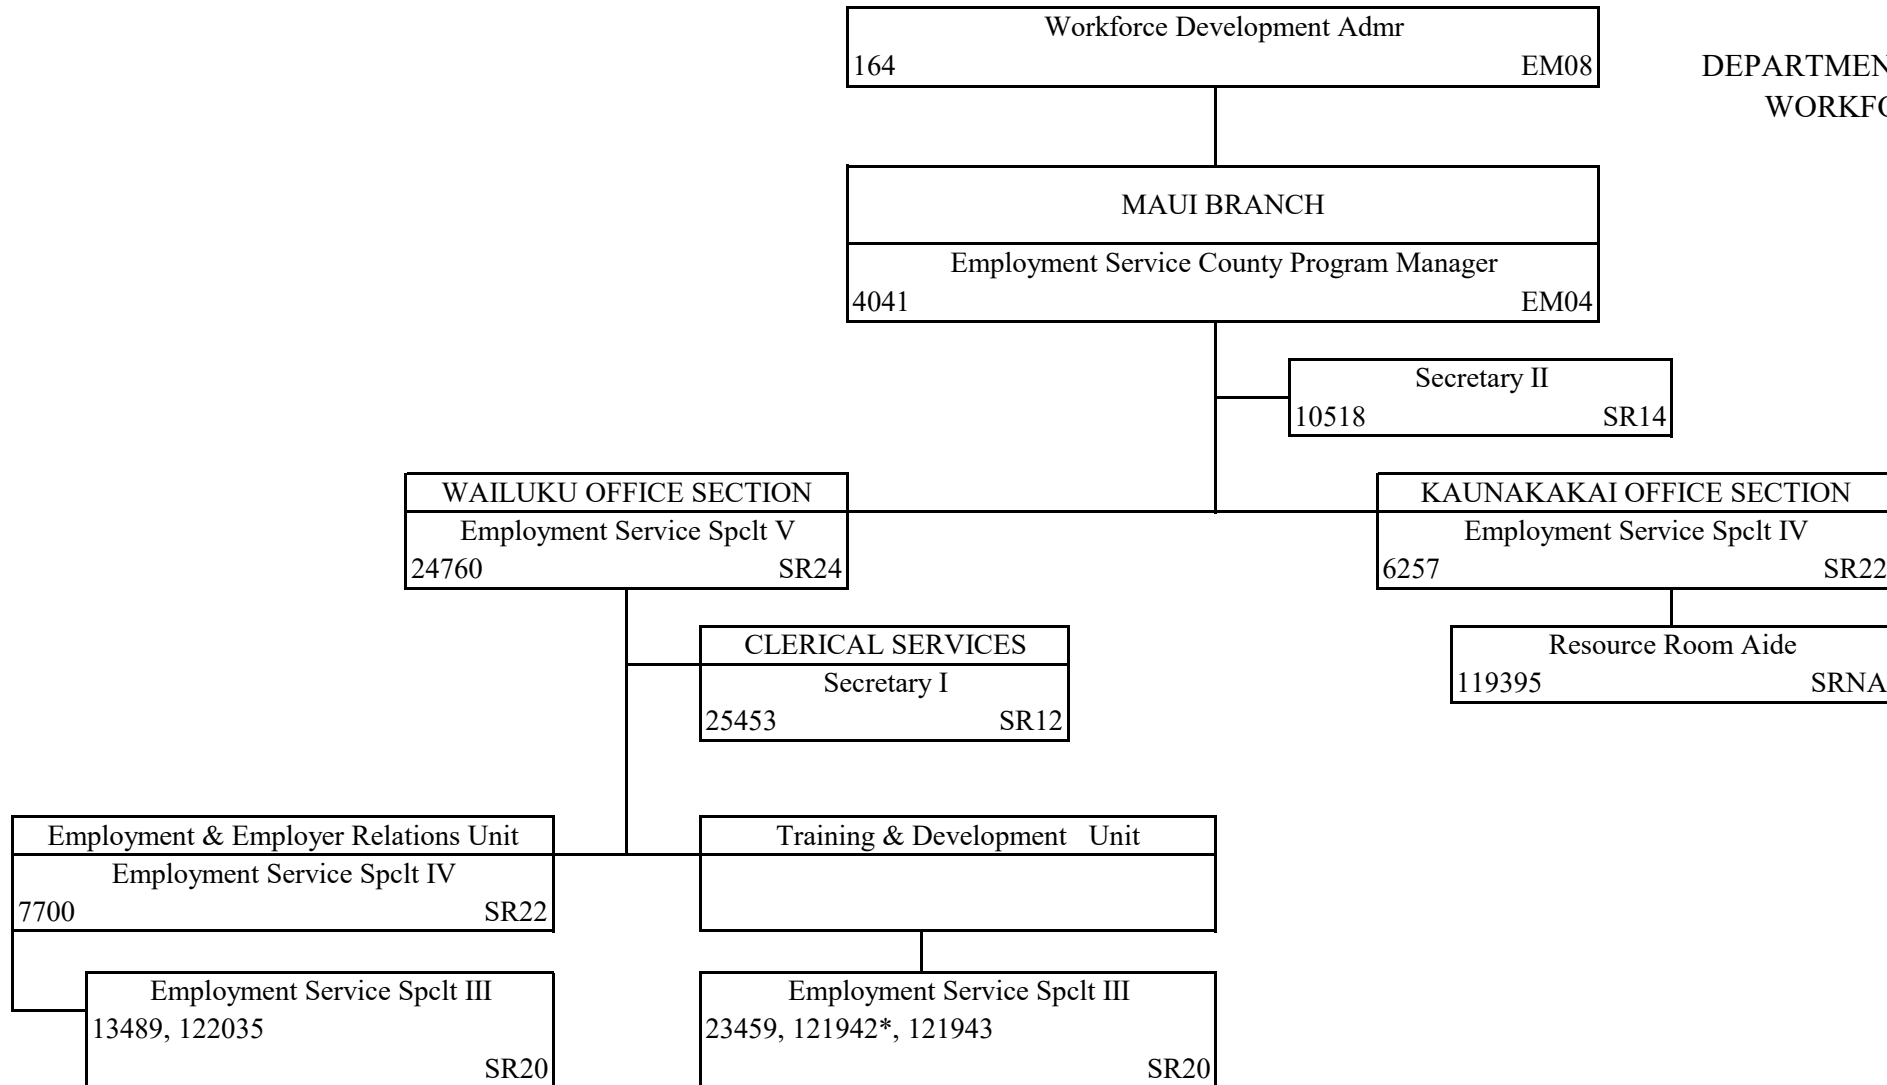 Workforce Development Admr
164 EM08
DEPARTMEN
WORKFO
MAUI BRANCH
Employment Service County Program Manager
4041 EM04
Secretary II
10518 SR14
WAILUKU OFFICE SECTION
Employment Service Spclt V
24760 SR24
KAUNAKAKAI OFFICE SECTION
Employment Service Spclt IV
6257 SR22
CLERICAL SERVICES
Secretary I
25453 SR12
Resource Room Aide
119395 SRNA
Employment & Employer Relations Unit
Employment Service Spclt IV
7700 SR22
Training & Development Unit
Employment Service Spclt III
13489, 122035
SR20
Employment Service Spclt III
23459, 121942*, 121943
SR20